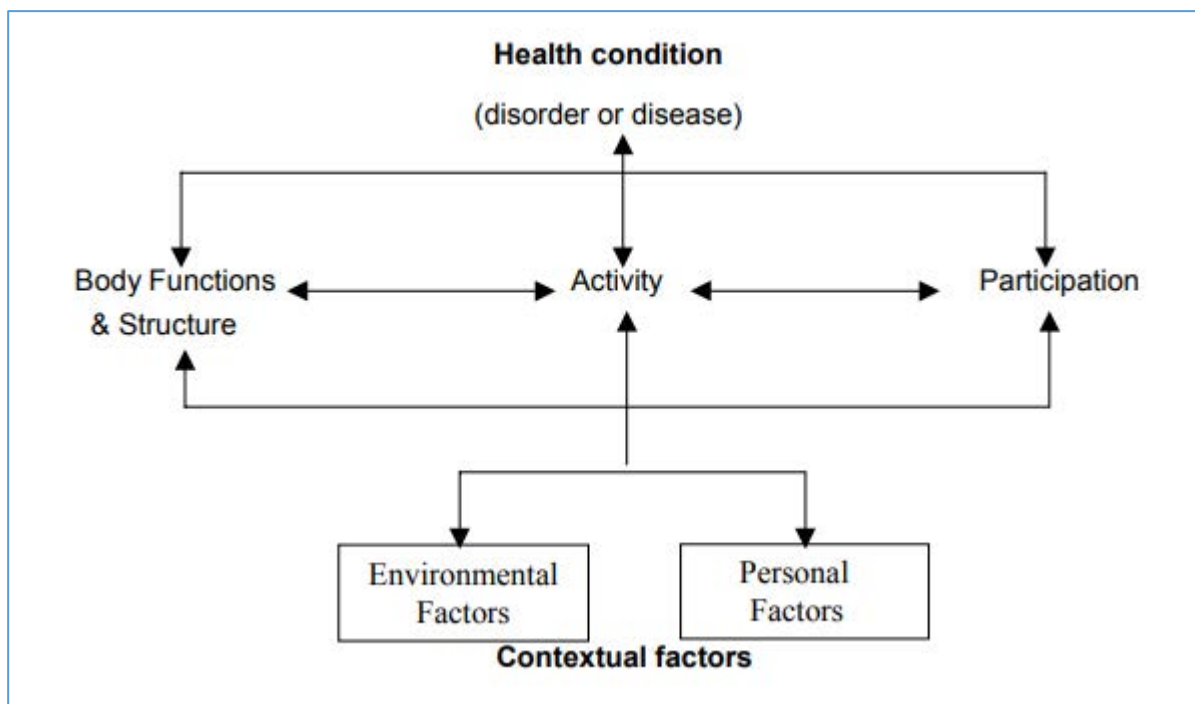 Health condition
(disorder or disease)
Body Functions
& Structure
Activity
Participation
Environmental
Factors
Personal
Factors
Contextual factors